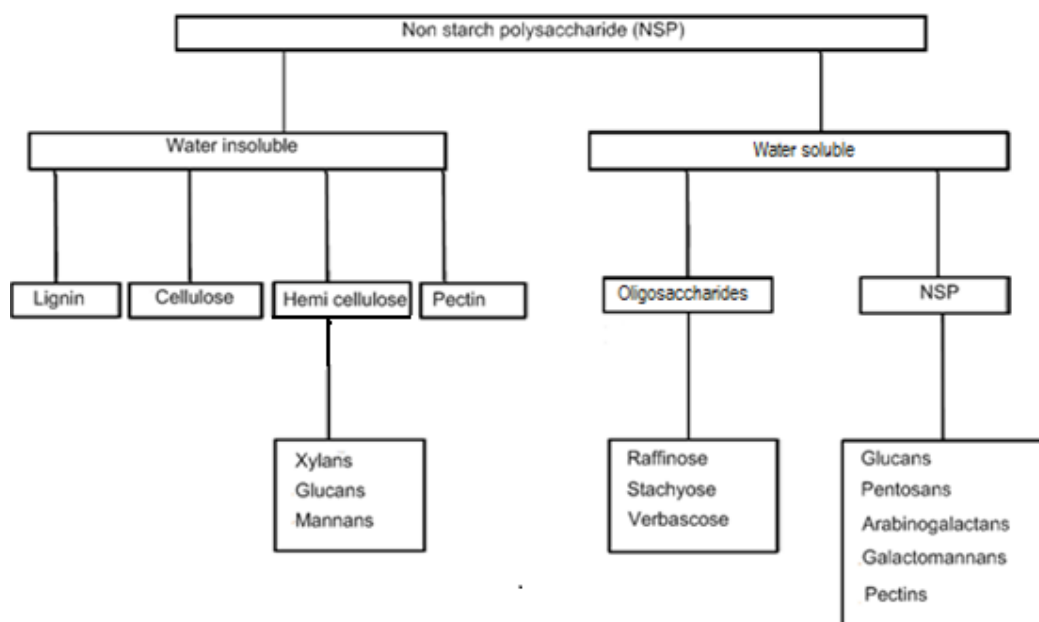 Non starch polysaccharide (NSP)
Water insoluble
Water soluble
Lignin
Cellulose
Hemi cellulose
Pectin
Oligosaccharides
NSP
Xylans
Glucans
Mannans
Raffinose
Stachyose
Verbascose
Glucans
Pentosans
Arabinogalactans
Galactomannans
Pectins